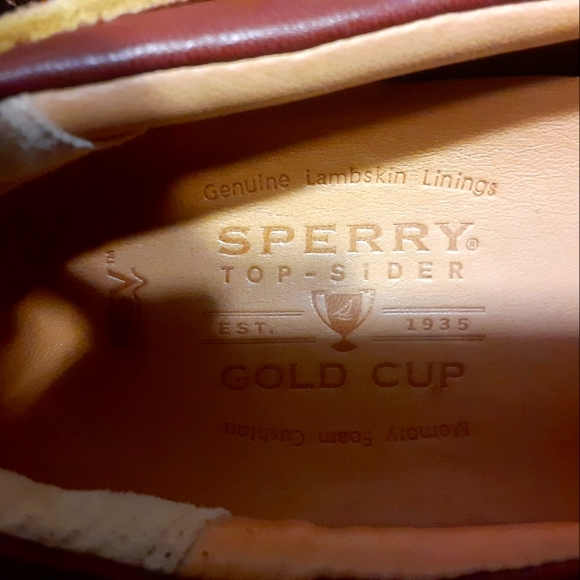 Genuine Lambskin Linings
SPERRY®
TOP-SIDER
EST. 1935
GOLD CUP
Memory Foam Cushion